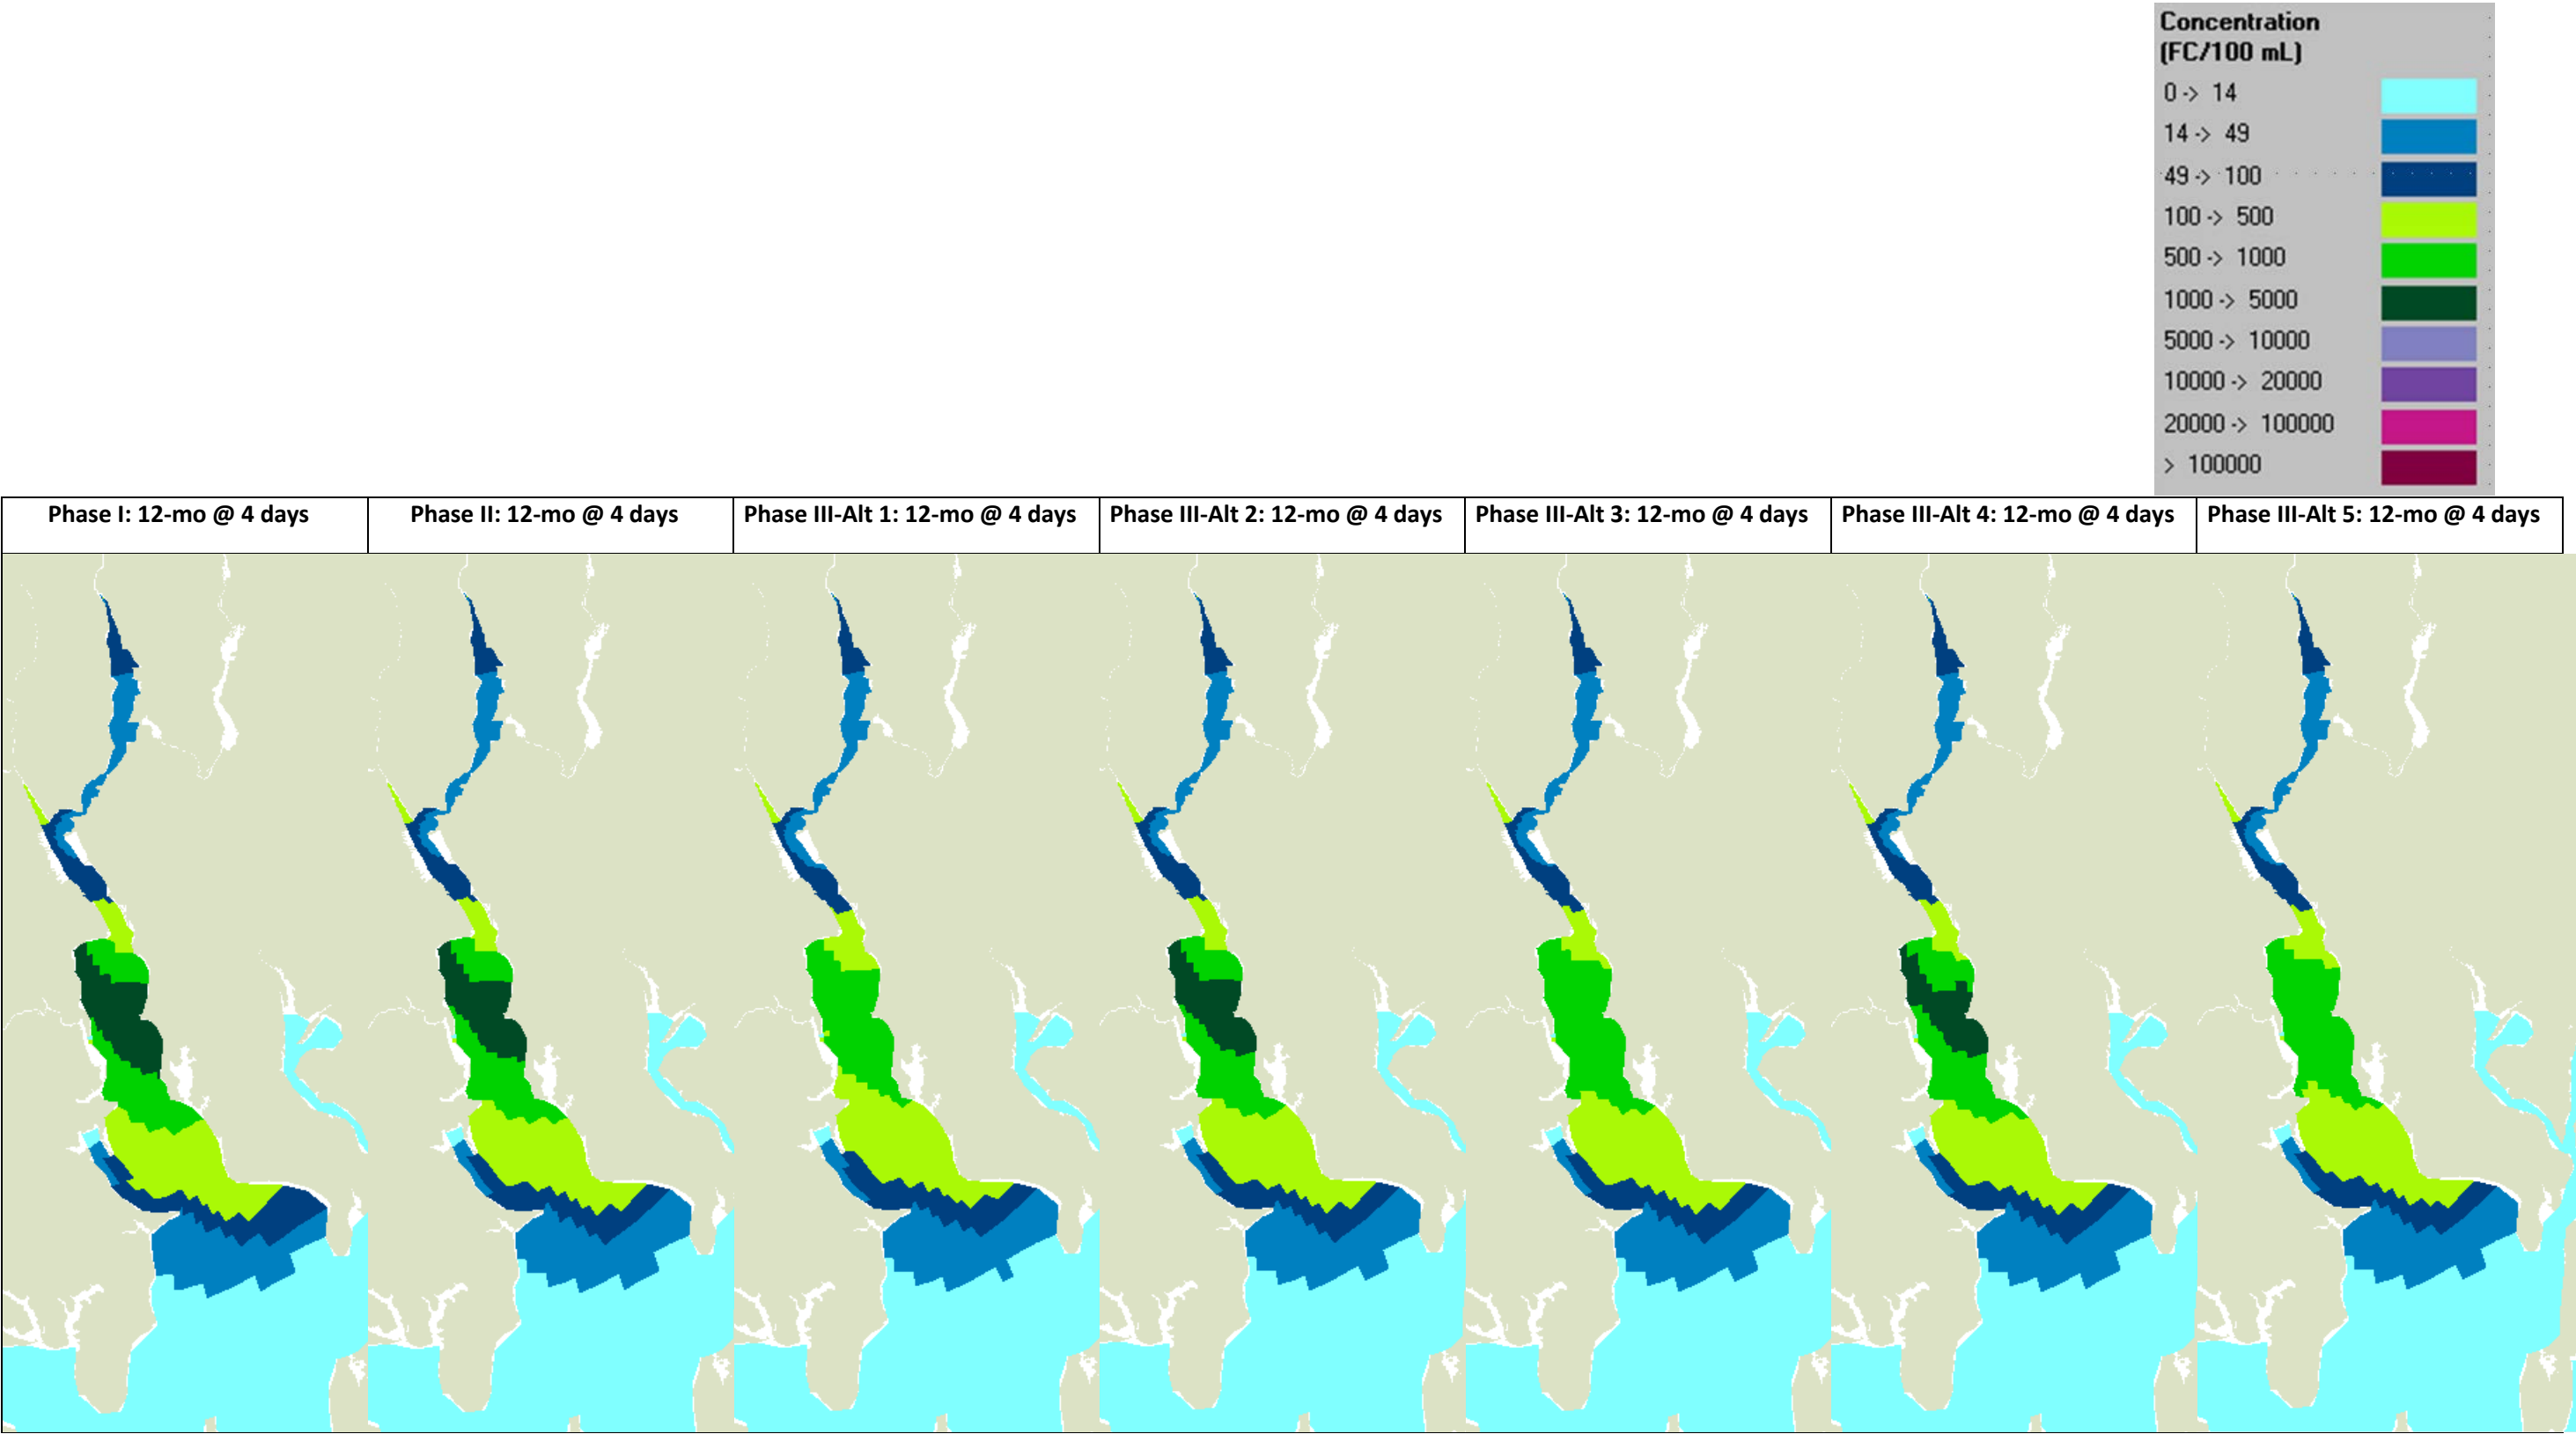 Concentration
(FC/100 mL)
0 -> 14
14 -> 49
49 -> 100
100 -> 500
500 -> 1000
1000 -> 5000
5000 -> 10000
10000 -> 20000
20000 -> 100000
> 100000
Phase I: 12-mo @ 4 days
Phase II: 12-mo @ 4 days
Phase III-Alt 1: 12-mo @ 4 days
Phase III-Alt 2: 12-mo @ 4 days
Phase III-Alt 3: 12-mo @ 4 days
Phase III-Alt 4: 12-mo @ 4 days
Phase III-Alt 5: 12-mo @ 4 days